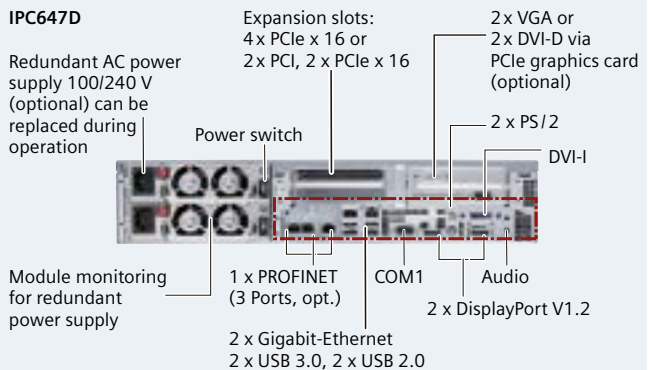 IPC647D
Redundant AC power
supply 100/240 V
(optional) can be
replaced during
operation
Power switch
Expansion slots:
4 x PCIe x 16 or
2 x PCI, 2 x PCIe x 16
2 x VGA or
2 x DVI-D via
PCIe graphics card
(optional)
2 x PS/2
DVI-I
Module monitoring
for redundant
power supply
1 x PROFINET
(3 Ports, opt.)
COM1
Audio
2 x DisplayPort V1.2
2 x Gigabit-Ethernet
2 x USB 3.0, 2 x USB 2.0